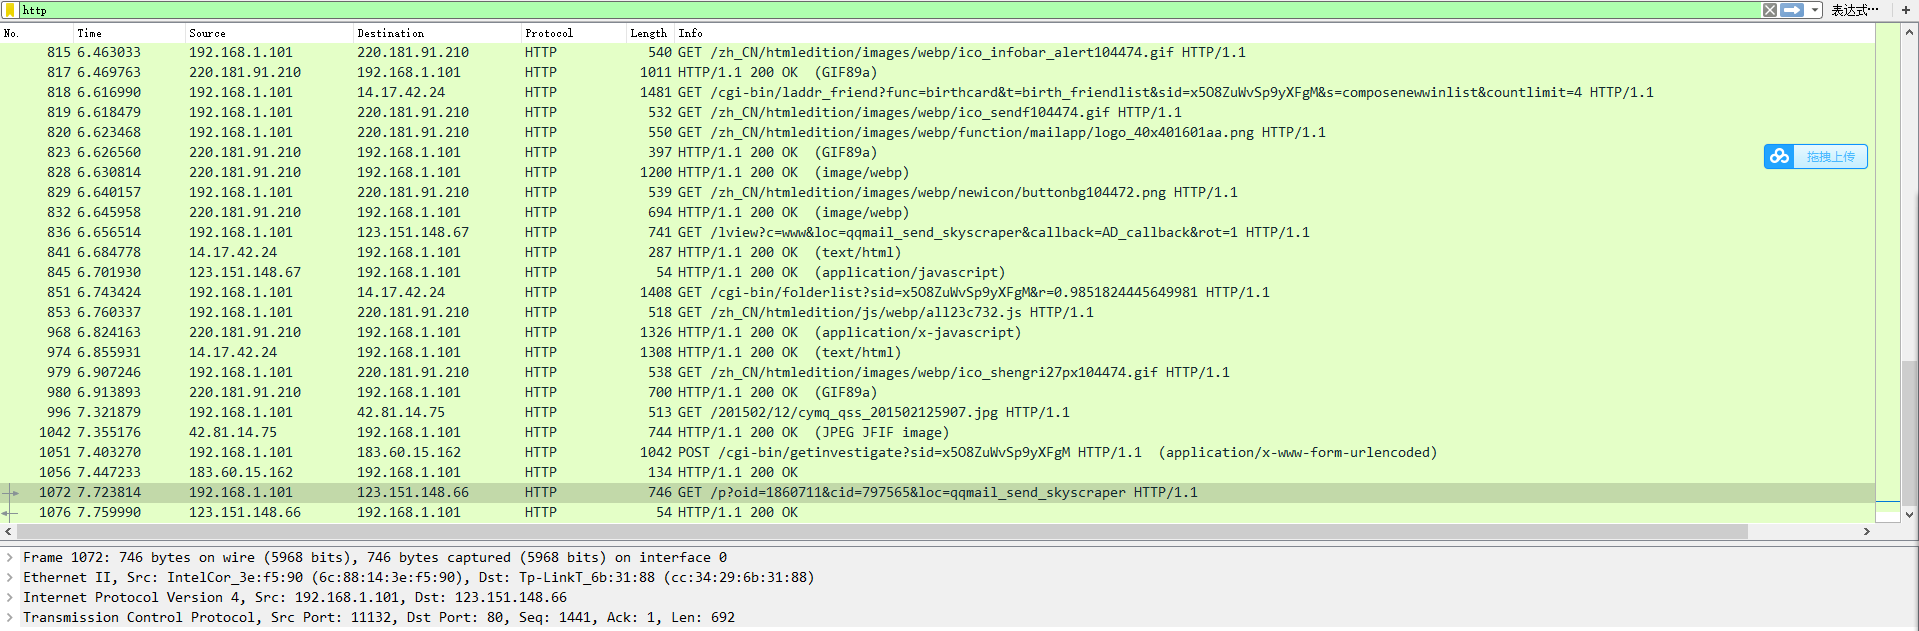 http 表达式… +
No. Time Source Destination Protocol Length Info
815 6.463033 192.168.1.101 220.181.91.210 HTTP 540 GET /zh_CN/htmledition/images/webp/ico_infobar_alert104474.gif HTTP/1.1
817 6.469763 220.181.91.210 192.168.1.101 HTTP 1011 HTTP/1.1 200 OK (GIF89a)
818 6.616990 192.168.1.101 14.17.42.24 HTTP 1481 GET /cgi-bin/laddr_friend?func=birthcard&t=birth_friendlist&sid=x5O8ZuWvSp9yXFgM&s=composenewwinlist&countlimit=4 HTTP/1.1
819 6.618479 192.168.1.101 220.181.91.210 HTTP 532 GET /zh_CN/htmledition/images/webp/ico_sendf104474.gif HTTP/1.1
820 6.623468 192.168.1.101 220.181.91.210 HTTP 550 GET /zh_CN/htmledition/images/webp/function/mailapp/logo_40x401601aa.png HTTP/1.1
823 6.626560 220.181.91.210 192.168.1.101 HTTP 397 HTTP/1.1 200 OK (GIF89a)
拖拽上传
828 6.630814 220.181.91.210 192.168.1.101 HTTP 1200 HTTP/1.1 200 OK (image/webp)
829 6.640157 192.168.1.101 220.181.91.210 HTTP 539 GET /zh_CN/htmledition/images/webp/newicon/buttonbg104472.png HTTP/1.1
832 6.645958 220.181.91.210 192.168.1.101 HTTP 694 HTTP/1.1 200 OK (image/webp)
836 6.656514 192.168.1.101 123.151.148.67 HTTP 741 GET /lview?c=www&loc=qqmail_send_skyscraper&callback=AD_callback&rot=1 HTTP/1.1
841 6.684778 14.17.42.24 192.168.1.101 HTTP 287 HTTP/1.1 200 OK (text/html)
845 6.701930 123.151.148.67 192.168.1.101 HTTP 54 HTTP/1.1 200 OK (application/javascript)
851 6.743424 192.168.1.101 14.17.42.24 HTTP 1408 GET /cgi-bin/folderlist?sid=x5O8ZuWvSp9yXFgM&r=0.9851824445649981 HTTP/1.1
853 6.760337 192.168.1.101 220.181.91.210 HTTP 518 GET /zh_CN/htmledition/js/webp/all23c732.js HTTP/1.1
968 6.824163 220.181.91.210 192.168.1.101 HTTP 1326 HTTP/1.1 200 OK (application/x-javascript)
974 6.855931 14.17.42.24 192.168.1.101 HTTP 1308 HTTP/1.1 200 OK (text/html)
979 6.907246 192.168.1.101 220.181.91.210 HTTP 538 GET /zh_CN/htmledition/images/webp/ico_shengri27px104474.gif HTTP/1.1
980 6.913893 220.181.91.210 192.168.1.101 HTTP 700 HTTP/1.1 200 OK (GIF89a)
996 7.321879 192.168.1.101 42.81.14.75 HTTP 513 GET /201502/12/cymq_qss_201502125907.jpg HTTP/1.1
1042 7.355176 42.81.14.75 192.168.1.101 HTTP 744 HTTP/1.1 200 OK (JPEG JFIF image)
1051 7.403270 192.168.1.101 183.60.15.162 HTTP 1042 POST /cgi-bin/getinvestigate?sid=x5O8ZuWvSp9yXFgM HTTP/1.1 (application/x-www-form-urlencoded)
1056 7.447233 183.60.15.162 192.168.1.101 HTTP 134 HTTP/1.1 200 OK
1072 7.723814 192.168.1.101 123.151.148.66 HTTP 746 GET /p?oid=1860711&cid=797565&loc=qqmail_send_skyscraper HTTP/1.1
1076 7.759990 123.151.148.66 192.168.1.101 HTTP 54 HTTP/1.1 200 OK
Frame 1072: 746 bytes on wire (5968 bits), 746 bytes captured (5968 bits) on interface 0
Ethernet II, Src: IntelCor_3e:f5:90 (6c:88:14:3e:f5:90), Dst: Tp-LinkT_6b:31:88 (cc:34:29:6b:31:88)
Internet Protocol Version 4, Src: 192.168.1.101, Dst: 123.151.148.66
Transmission Control Protocol, Src Port: 11132, Dst Port: 80, Seq: 1441, Ack: 1, Len: 692